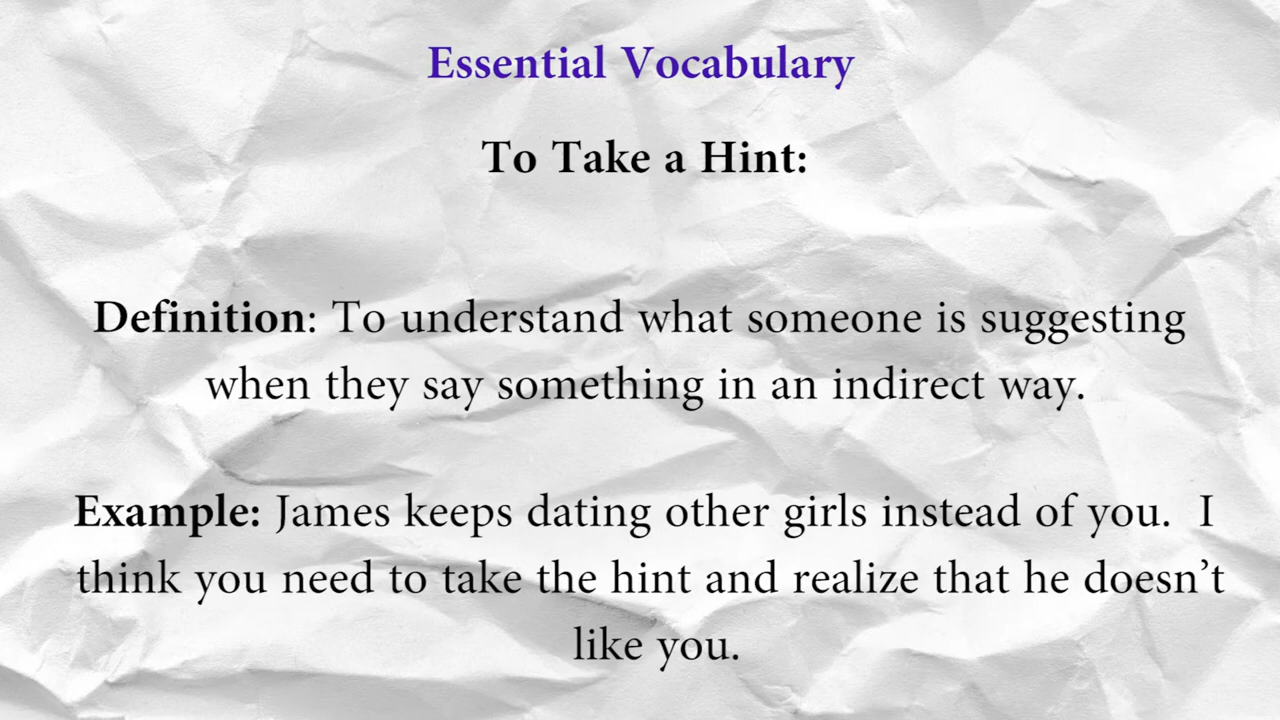 Essential Vocabulary
To Take a Hint:
Definition: To understand what someone is suggesting
when they say something in an indirect way.
Example: James keeps dating other girls instead of you.  I
think you need to take the hint and realize that he doesn’t
like you.